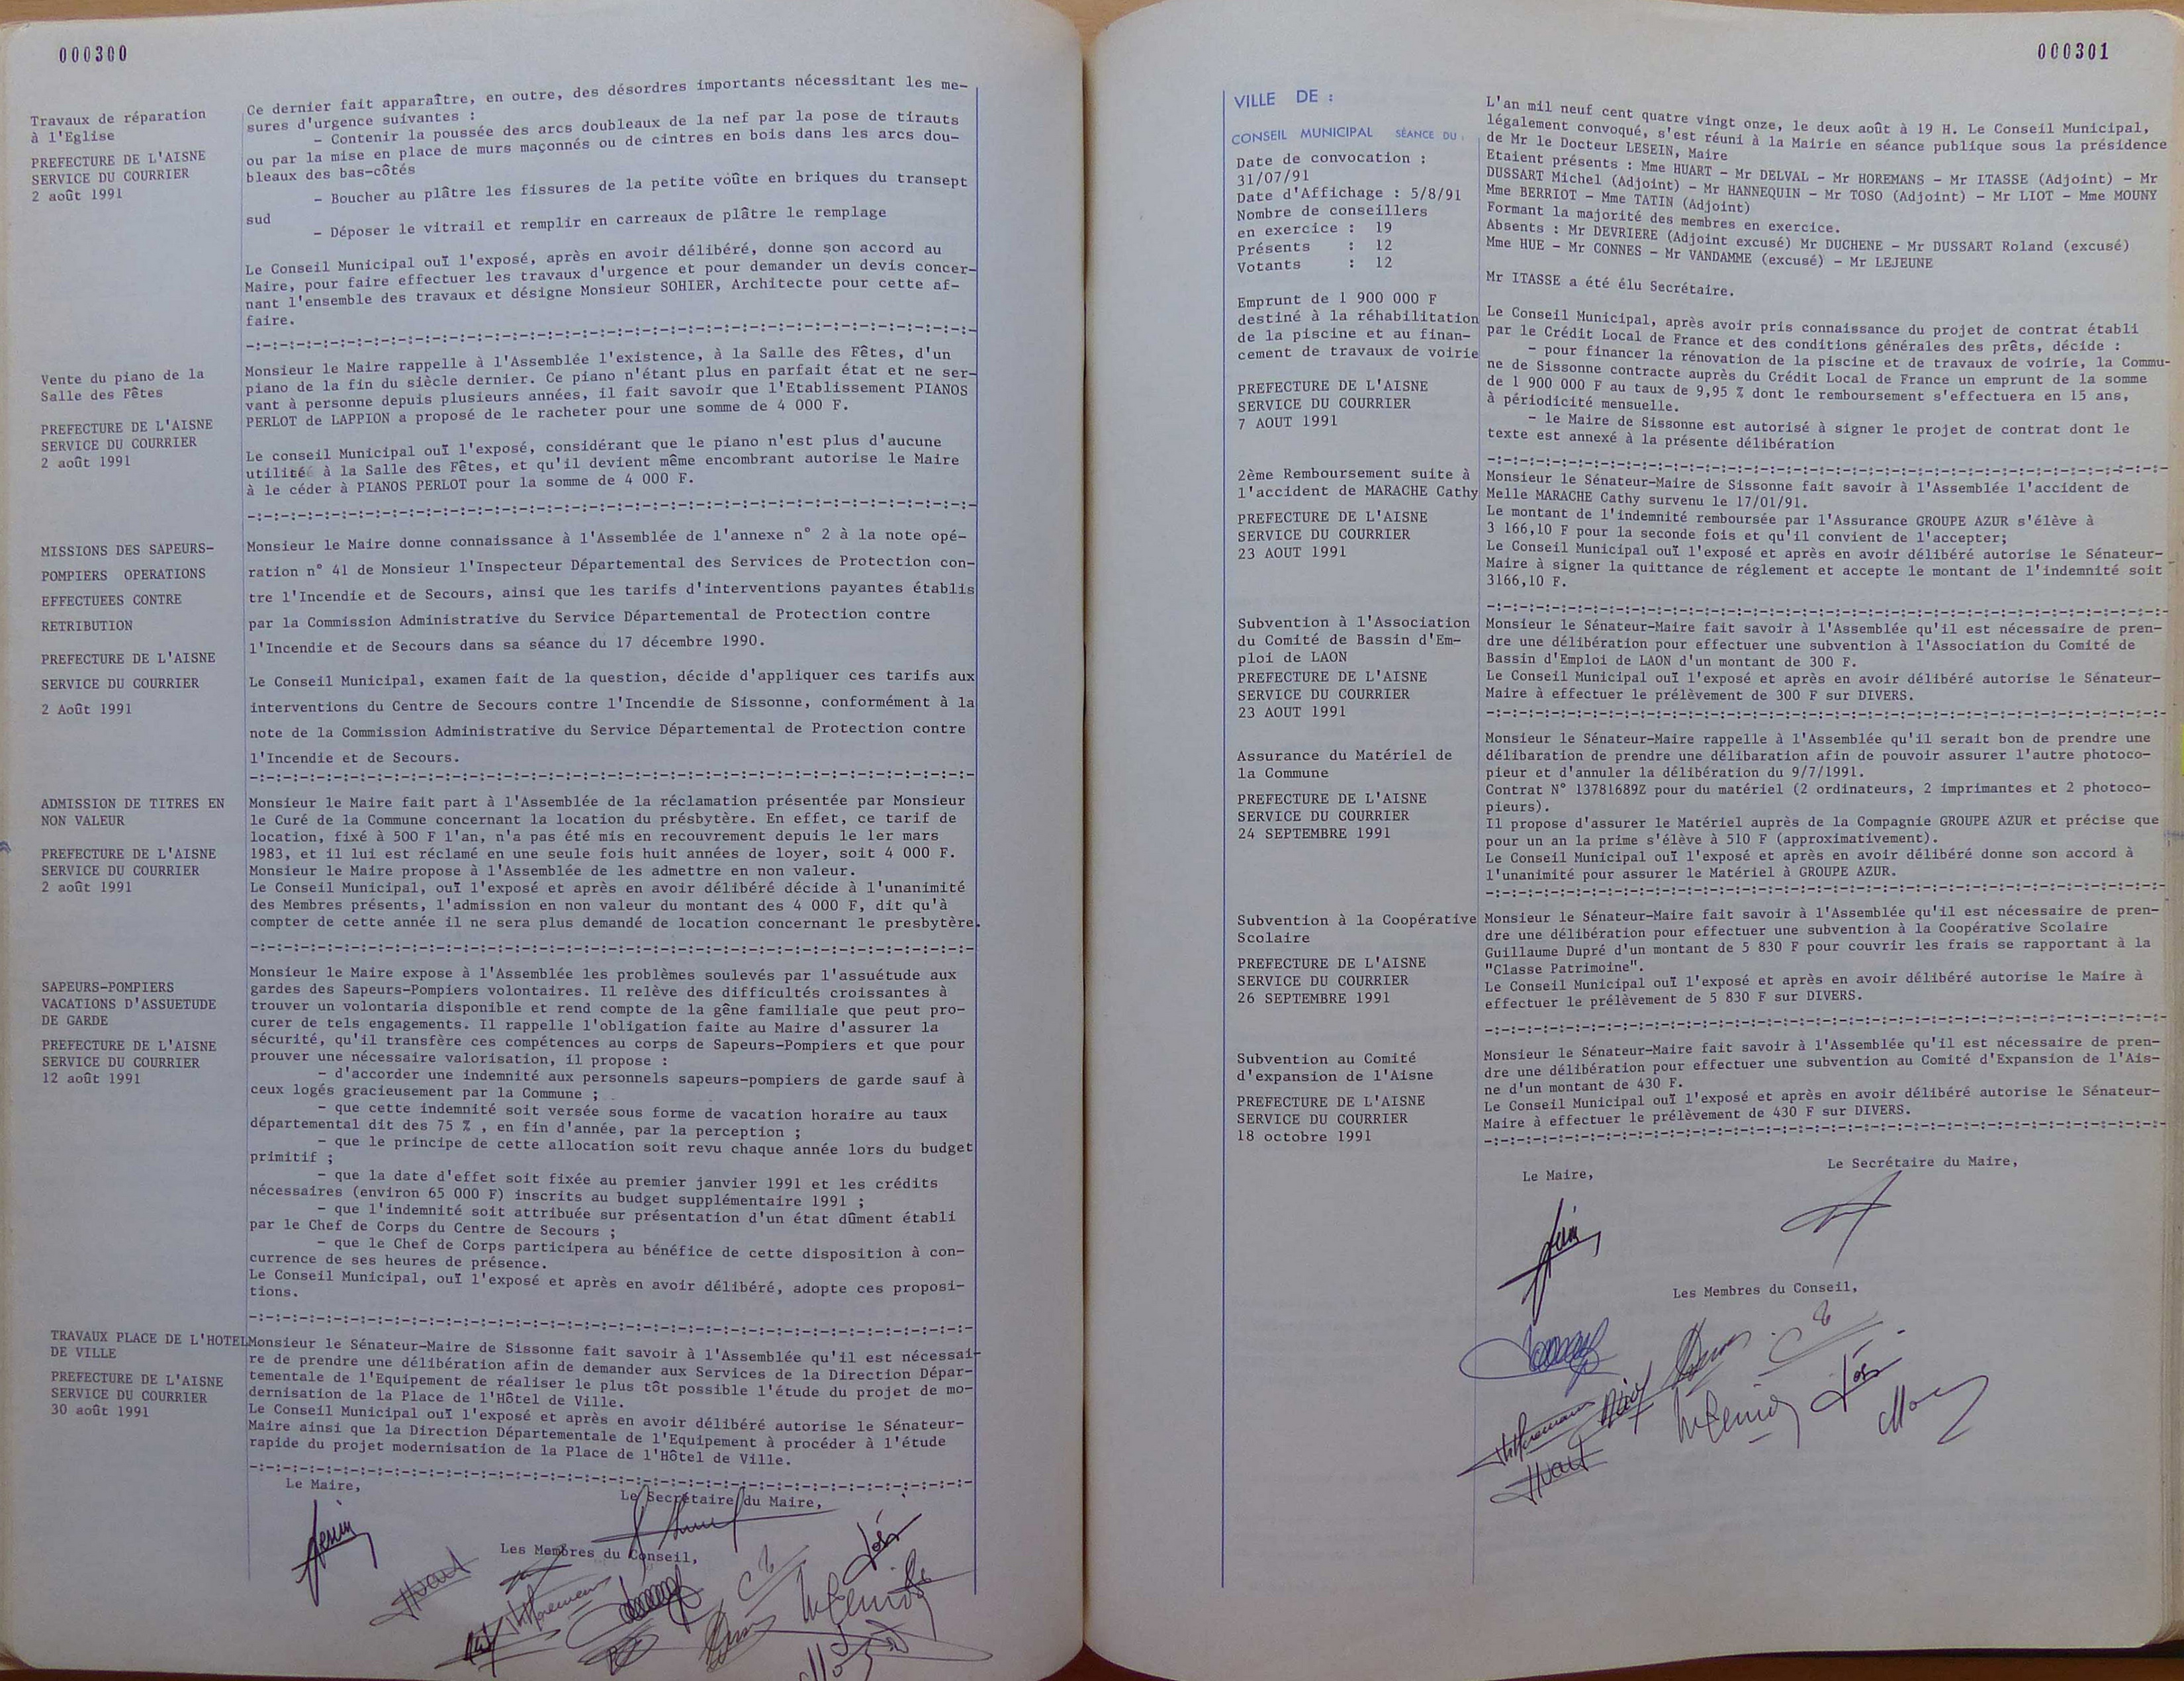 000300
Travaux de réparation
à l'Eglise
PREFECTURE DE L'AISNE
SERVICE DU COURRIER
2 août 1991
Ce dernier fait apparaître, en outre, des désordres importants nécessitant les me-
sures d'urgence suivantes :
- Contenir la poussée des arcs doubleaux de la nef par la pose de tirauts
ou par la mise en place de murs maçonnés ou de cintres en bois dans les arcs dou-
bleaux des bas-côtés
- Boucher au plâtre les fissures de la petite voûte en briques du transept
sud
- Déposer le vitrail et remplir en carreaux de plâtre le remplage
Le Conseil Municipal ouï l'exposé, après en avoir délibéré, donne son accord au
Maire, pour faire effectuer les travaux d'urgence et pour demander un devis concer-
nant l'ensemble des travaux et désigne Monsieur SOHIER, Architecte pour cette af-
faire.
Vente du piano de la
Salle des Fêtes
PREFECTURE DE L'AISNE
SERVICE DU COURRIER
2 août 1991
Monsieur le Maire rappelle à l'Assemblée l'existence, à la Salle des Fêtes, d'un
piano de la fin du siècle dernier. Ce piano n'étant plus en parfait état et ne ser-
vant à personne depuis plusieurs années, il fait savoir que l'Etablissement PIANOS
PERLOT de LAPPION a proposé de le racheter pour une somme de 4 000 F.
Le conseil Municipal ouï l'exposé, considérant que le piano n'est plus d'aucune
utilité à la Salle des Fêtes, et qu'il devient même encombrant autorise le Maire
à le céder à PIANOS PERLOT pour la somme de 4 000 F.
MISSIONS DES SAPEURS-
POMPIERS OPERATIONS
EFFECTUEES CONTRE
RETRIBUTION
PREFECTURE DE L'AISNE
SERVICE DU COURRIER
2 Août 1991
Monsieur le Maire donne connaissance à l'Assemblée de l'annexe n° 2 à la note opé-
ration n° 41 de Monsieur l'Inspecteur Départemental des Services de Protection con-
tre l'Incendie et de Secours, ainsi que les tarifs d'interventions payantes établis
par la Commission Administrative du Service Départemental de Protection contre
l'Incendie et de Secours dans sa séance du 17 décembre 1990.
Le Conseil Municipal, examen fait de la question, décide d'appliquer ces tarifs aux
interventions du Centre de Secours contre l'Incendie de Sissonne, conformément à la
note de la Commission Administrative du Service Départemental de Protection contre
l'Incendie et de Secours.
ADMISSION DE TITRES EN
NON VALEUR
PREFECTURE DE L'AISNE
SERVICE DU COURRIER
2 août 1991
Monsieur le Maire fait part à l'Assemblée de la réclamation présentée par Monsieur
le Curé de la Commune concernant la location du présbytère. En effet, ce tarif de
location, fixé à 500 F l'an, n'a pas été mis en recouvrement depuis le 1er mars
1983, et il lui est réclamé en une seule fois huit années de loyer, soit 4 000 F.
Monsieur le Maire propose à l'Assemblée de les admettre en non valeur.
Le Conseil Municipal, ouï l'exposé et après en avoir délibéré décide à l'unanimité
des Membres présents, l'admission en non valeur du montant des 4 000 F, dit qu'à
compter de cette année il ne sera plus demandé de location concernant le presbytère.
SAPEURS-POMPIERS
VACATIONS D'ASSUETUDE
DE GARDE
PREFECTURE DE L'AISNE
SERVICE DU COURRIER
12 août 1991
Monsieur le Maire expose à l'Assemblée les problèmes soulevés par l'assuétude aux
gardes des Sapeurs-Pompiers volontaires. Il relève des difficultés croissantes à
trouver un volontaria disponible et rend compte de la gêne familiale que peut pro-
curer de tels engagements. Il rappelle l'obligation faite au Maire d'assurer la
sécurité, qu'il transfère ces compétences au corps de Sapeurs-Pompiers et que pour
prouver une nécessaire valorisation, il propose :
- d'accorder une indemnité aux personnels sapeurs-pompiers de garde sauf à
ceux logés gracieusement par la Commune ;
- que cette indemnité soit versée sous forme de vacation horaire au taux
départemental dit des 75 % , en fin d'année, par la perception ;
- que le principe de cette allocation soit revu chaque année lors du budget
primitif ;
- que la date d'effet soit fixée au premier janvier 1991 et les crédits
nécessaires (environ 65 000 F) inscrits au budget supplémentaire 1991 ;
- que l'indemnité soit attribuée sur présentation d'un état dûment établi
par le Chef de Corps du Centre de Secours ;
- que le Chef de Corps participera au bénéfice de cette disposition à con-
currence de ses heures de présence.
Le Conseil Municipal, ouï l'exposé et après en avoir délibéré, adopte ces proposi-
tions.
TRAVAUX PLACE DE L'HOTEL
DE VILLE
PREFECTURE DE L'AISNE
SERVICE DU COURRIER
30 août 1991
Monsieur le Sénateur-Maire de Sissonne fait savoir à l'Assemblée qu'il est nécessai-
re de prendre une délibération afin de demander aux Services de la Direction Dépar-
tementale de l'Equipement de réaliser le plus tôt possible l'étude du projet de mo-
dernisation de la Place de l'Hôtel de Ville.
Le Conseil Municipal ouï l'exposé et après en avoir délibéré autorise le Sénateur-
Maire ainsi que la Direction Départementale de l'Equipement à procéder à l'étude
rapide du projet modernisation de la Place de l'Hôtel de Ville.
Le Maire,
Le Secrétaire du Maire,
Les Membres du Conseil,
000301
VILLE DE :
CONSEIL MUNICIPAL SÉANCE DU :
Date de convocation :
31/07/91
Date d'Affichage : 5/8/91
Nombre de conseillers
en exercice : 19
Présents : 12
Votants : 12
L'an mil neuf cent quatre vingt onze, le deux août à 19 H. Le Conseil Municipal,
légalement convoqué, s'est réuni à la Mairie en séance publique sous la présidence
de Mr le Docteur LESEIN, Maire
Etaient présents : Mme HUART - Mr DELVAL - Mr HOREMANS - Mr ITASSE (Adjoint) - Mr
DUSSART Michel (Adjoint) - Mr HANNEQUIN - Mr TOSO (Adjoint) - Mr LIOT - Mme MOUNY
Mme BERRIOT - Mme TATIN (Adjoint)
Formant la majorité des membres en exercice.
Absents : Mr DEVRIERE (Adjoint excusé) Mr DUCHENE - Mr DUSSART Roland (excusé)
Mme HUE - Mr CONNES - Mr VANDAMME (excusé) - Mr LEJEUNE
Mr ITASSE a été élu Secrétaire.
Emprunt de 1 900 000 F
destiné à la réhabilitation
de la piscine et au finan-
cement de travaux de voirie
PREFECTURE DE L'AISNE
SERVICE DU COURRIER
7 AOUT 1991
Le Conseil Municipal, après avoir pris connaissance du projet de contrat établi
par le Crédit Local de France et des conditions générales des prêts, décide :
- pour financer la rénovation de la piscine et de travaux de voirie, la Commu-
ne de Sissonne contracte auprès du Crédit Local de France un emprunt de la somme
de 1 900 000 F au taux de 9,95 % dont le remboursement s'effectuera en 15 ans,
à périodicité mensuelle.
- le Maire de Sissonne est autorisé à signer le projet de contrat dont le
texte est annexé à la présente délibération
2ème Remboursement suite à
l'accident de MARACHE Cathy
PREFECTURE DE L'AISNE
SERVICE DU COURRIER
23 AOUT 1991
Monsieur le Sénateur-Maire de Sissonne fait savoir à l'Assemblée l'accident de
Melle MARACHE Cathy survenu le 17/01/91.
Le montant de l'indemnité remboursée par l'Assurance GROUPE AZUR s'élève à
3 166,10 F pour la seconde fois et qu'il convient de l'accepter;
Le Conseil Municipal ouï l'exposé et après en avoir délibéré autorise le Sénateur-
Maire à signer la quittance de réglement et accepte le montant de l'indemnité soit
3166,10 F.
Subvention à l'Association
du Comité de Bassin d'Em-
ploi de LAON
PREFECTURE DE L'AISNE
SERVICE DU COURRIER
23 AOUT 1991
Monsieur le Sénateur-Maire fait savoir à l'Assemblée qu'il est nécessaire de pren-
dre une délibération pour effectuer une subvention à l'Association du Comité de
Bassin d'Emploi de LAON d'un montant de 300 F.
Le Conseil Municipal ouï l'exposé et après en avoir délibéré autorise le Sénateur-
Maire à effectuer le prélèvement de 300 F sur DIVERS.
Assurance du Matériel de
la Commune
PREFECTURE DE L'AISNE
SERVICE DU COURRIER
24 SEPTEMBRE 1991
Monsieur le Sénateur-Maire rappelle à l'Assemblée qu'il serait bon de prendre une
délibaration de prendre une délibaration afin de pouvoir assurer l'autre photoco-
pieur et d'annuler la délibération du 9/7/1991.
Contrat N° 13781689Z pour du matériel (2 ordinateurs, 2 imprimantes et 2 photoco-
pieurs).
Il propose d'assurer le Matériel auprès de la Compagnie GROUPE AZUR et précise que
pour un an la prime s'élève à 510 F (approximativement).
Le Conseil Municipal ouï l'exposé et après en avoir délibéré donne son accord à
l'unanimité pour assurer le Matériel à GROUPE AZUR.
Subvention à la Coopérative
Scolaire
PREFECTURE DE L'AISNE
SERVICE DU COURRIER
26 SEPTEMBRE 1991
Monsieur le Sénateur-Maire fait savoir à l'Assemblée qu'il est nécessaire de pren-
dre une délibération pour effectuer une subvention à la Coopérative Scolaire
Guillaume Dupré d'un montant de 5 830 F pour couvrir les frais se rapportant à la
"Classe Patrimoine".
Le Conseil Municipal ouï l'exposé et après en avoir délibéré autorise le Maire à
effectuer le prélèvement de 5 830 F sur DIVERS.
Subvention au Comité
d'expansion de l'Aisne
PREFECTURE DE L'AISNE
SERVICE DU COURRIER
18 octobre 1991
Monsieur le Sénateur-Maire fait savoir à l'Assemblée qu'il est nécessaire de pren-
dre une délibération pour effectuer une subvention au Comité d'Expansion de l'Ais-
ne d'un montant de 430 F.
Le Conseil Municipal ouï l'exposé et après en avoir délibéré autorise le Sénateur-
Maire à effectuer le prélèvement de 430 F sur DIVERS.
Le Maire,
Le Secrétaire du Maire,
Les Membres du Conseil,